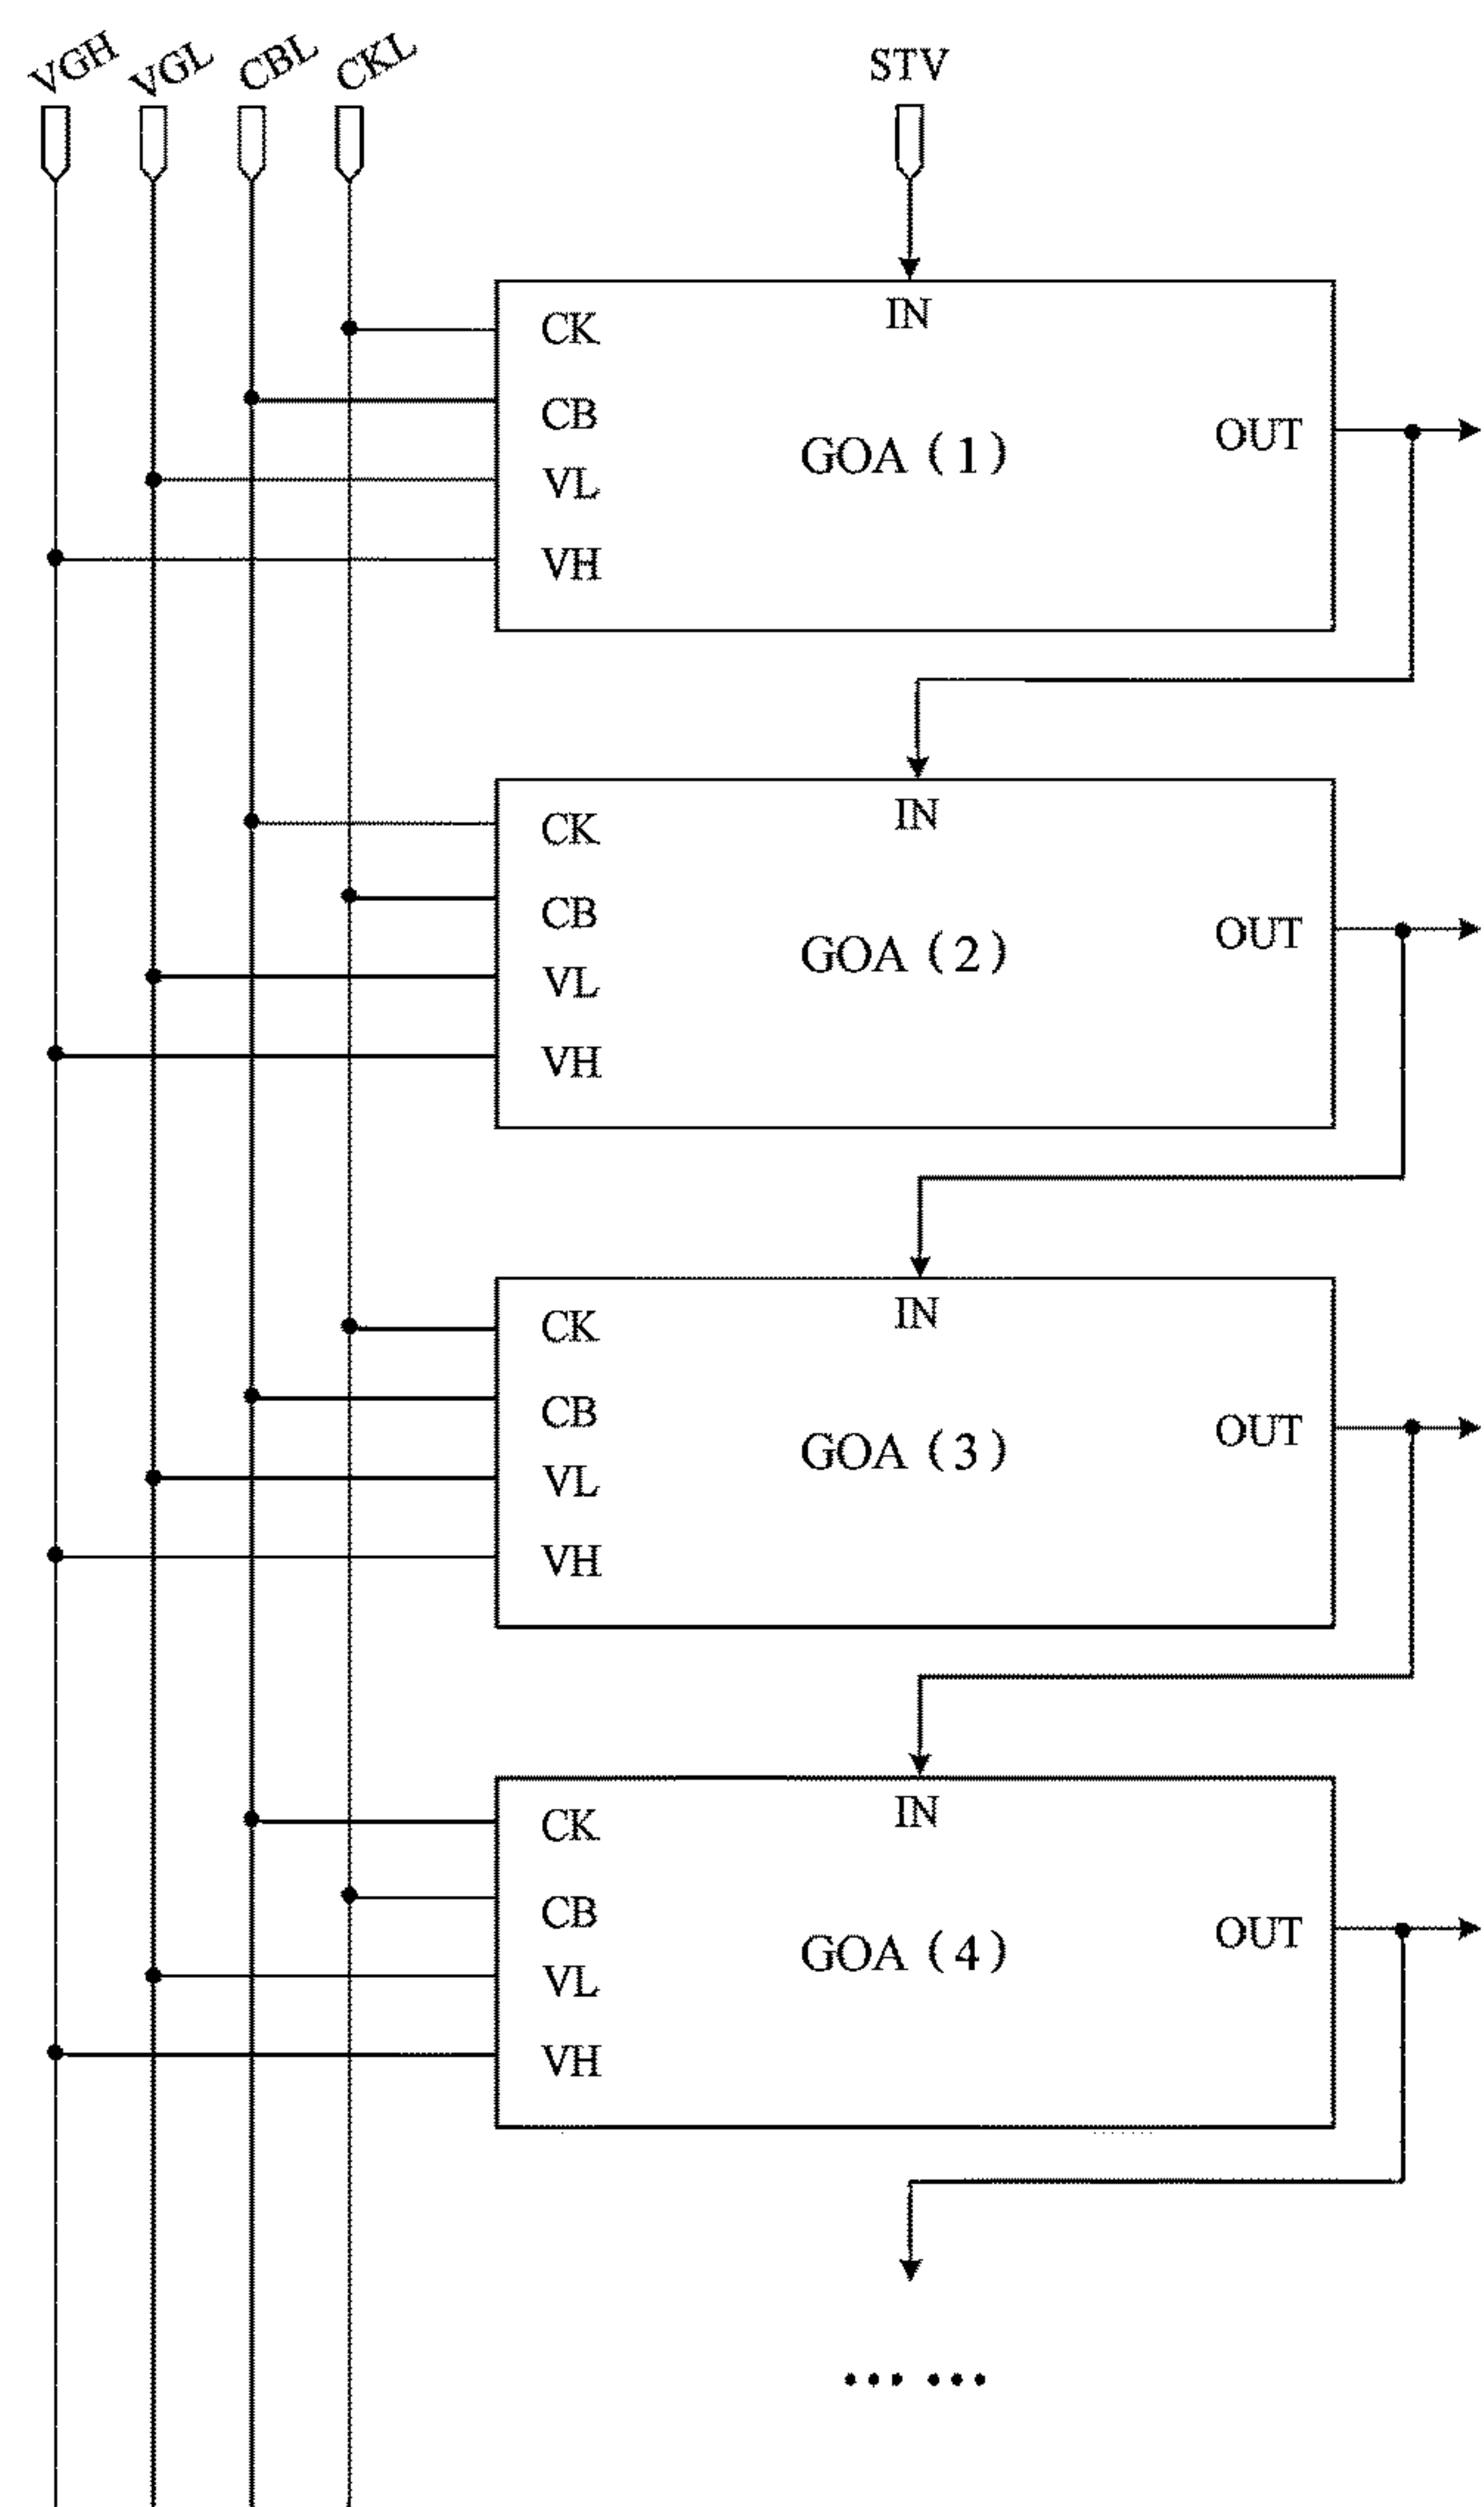 VGH VGL CBL CKL STV
IN
CK
CB
OUT
GOA (1)
VL
VH
IN
CK
CB
OUT
GOA (2)
VL
VH
IN
CK
CB
OUT
GOA (3)
VL
VH
IN
CK
CB
OUT
GOA (4)
VL
VH
... ...